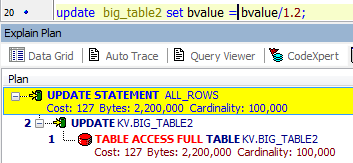 20 update big_table2 set bvalue = bvalue/1.2;
Explain Plan
Data Grid Auto Trace Query Viewer CodeXpert
Plan
UPDATE STATEMENT ALL_ROWS
Cost: 127 Bytes: 2,200,000 Cardinality: 100,000
2 UPDATE KV.BIG_TABLE2
1 TABLE ACCESS FULL TABLE KV.BIG_TABLE2
Cost: 127 Bytes: 2,200,000 Cardinality: 100,000